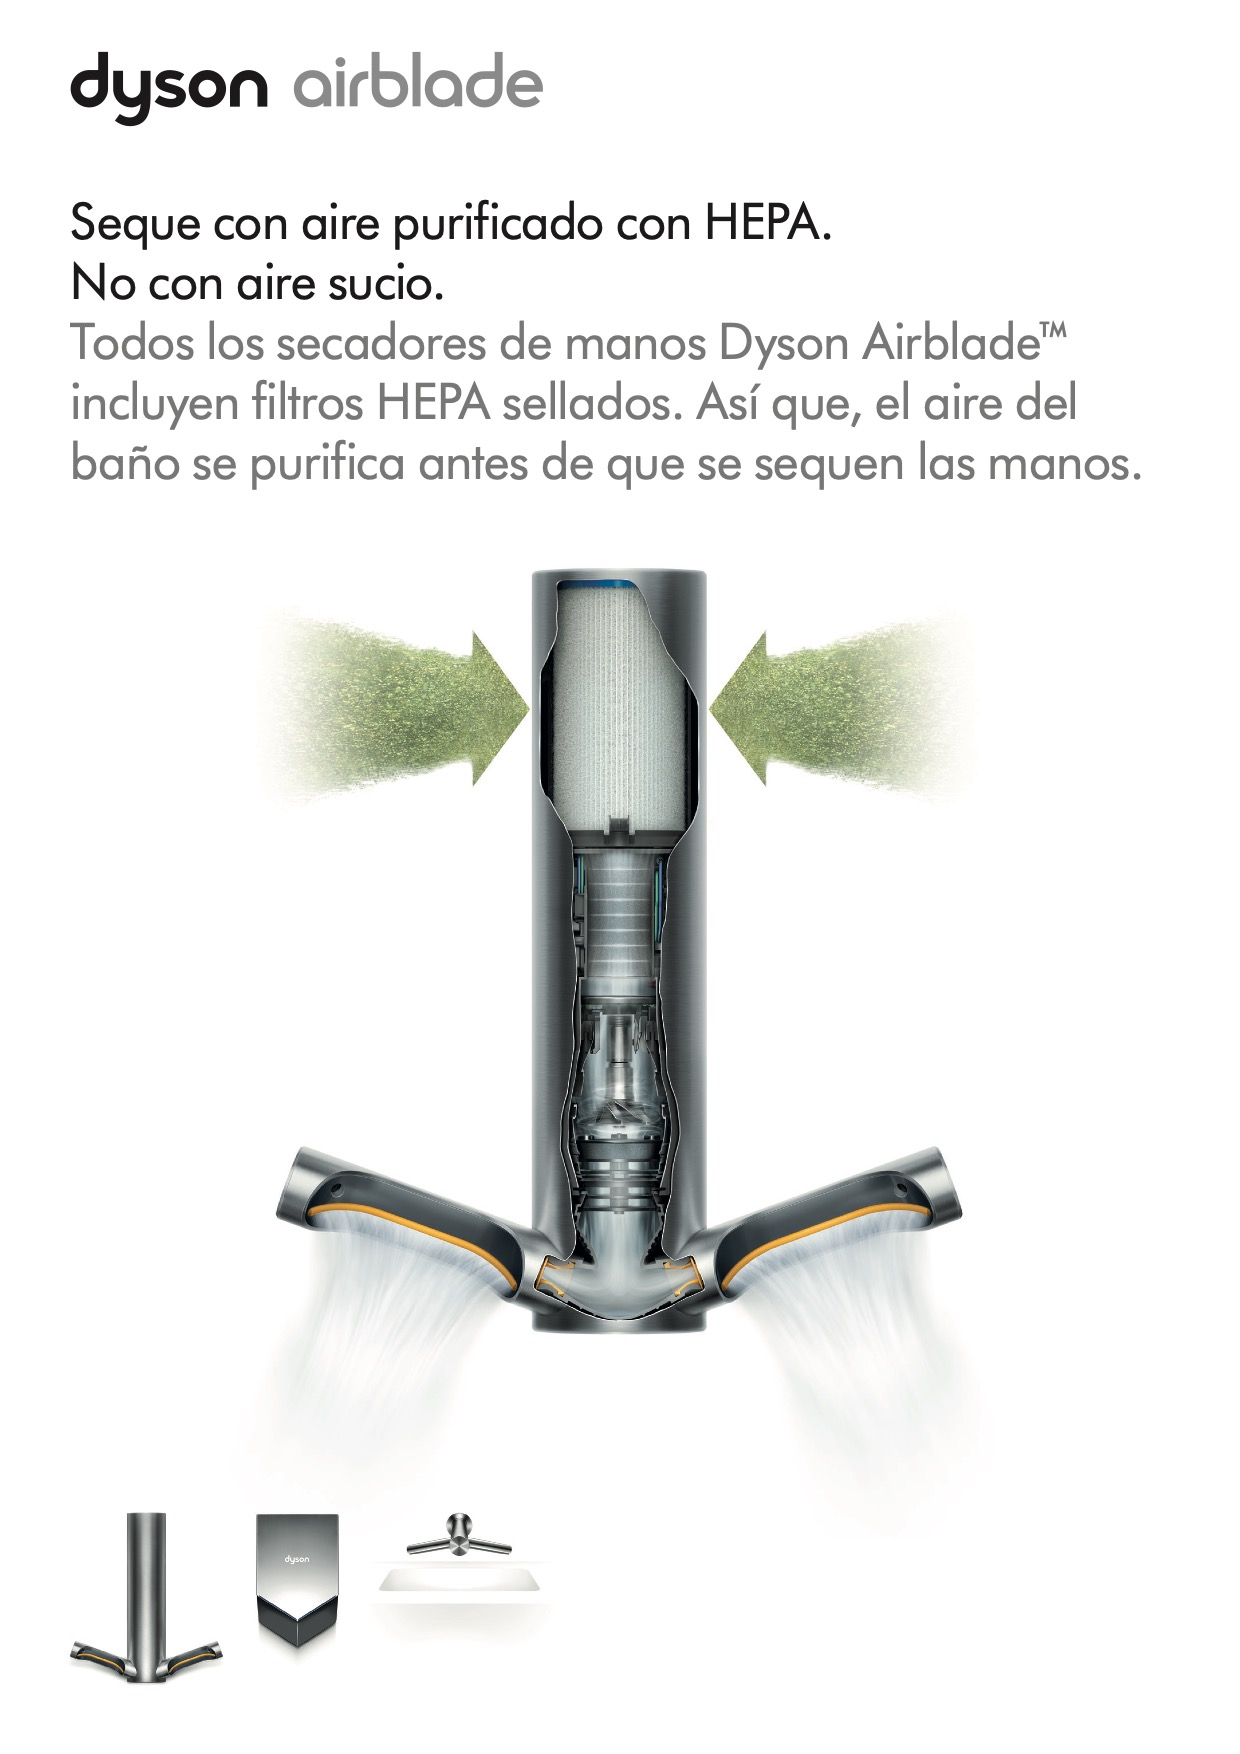 dyson airblade
Seque con aire purificado con HEPA.
No con aire sucio.
Todos los secadores de manos Dyson Airblade™
incluyen filtros HEPA sellados. Así que, el aire del
baño se purifica antes de que se sequen las manos.
dyson